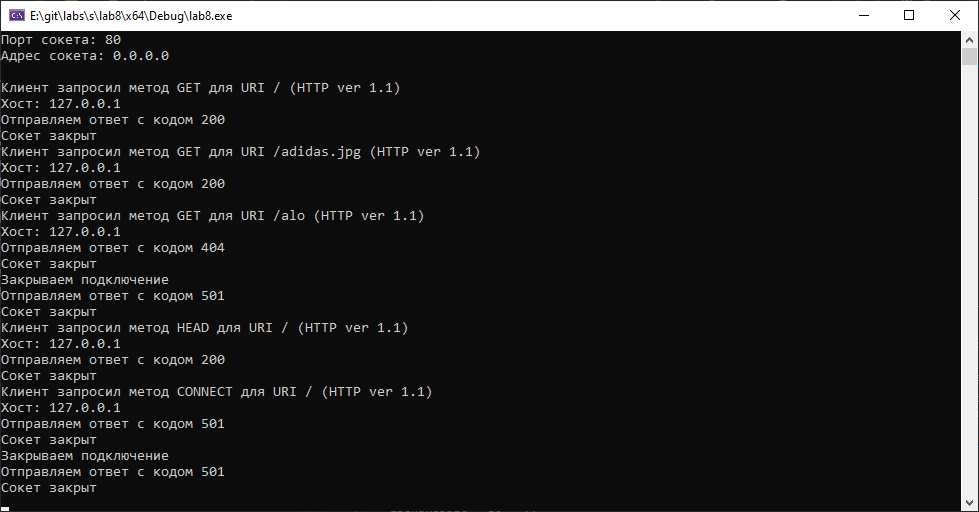 E:\git\labs\s\lab8\x64\Debug\lab8.exe
Порт сокета: 80
Адрес сокета: 0.0.0.0
Клиент запросил метод GET для URI / (HTTP ver 1.1)
Хост: 127.0.0.1
Отправляем ответ с кодом 200
Сокет закрыт
Клиент запросил метод GET для URI /adidas.jpg (HTTP ver 1.1)
Хост: 127.0.0.1
Отправляем ответ с кодом 200
Сокет закрыт
Клиент запросил метод GET для URI /alo (HTTP ver 1.1)
Хост: 127.0.0.1
Отправляем ответ с кодом 404
Сокет закрыт
Закрываем подключение
Отправляем ответ с кодом 501
Сокет закрыт
Клиент запросил метод HEAD для URI / (HTTP ver 1.1)
Хост: 127.0.0.1
Отправляем ответ с кодом 200
Сокет закрыт
Клиент запросил метод CONNECT для URI / (HTTP ver 1.1)
Хост: 127.0.0.1
Отправляем ответ с кодом 501
Сокет закрыт
Закрываем подключение
Отправляем ответ с кодом 501
Сокет закрыт